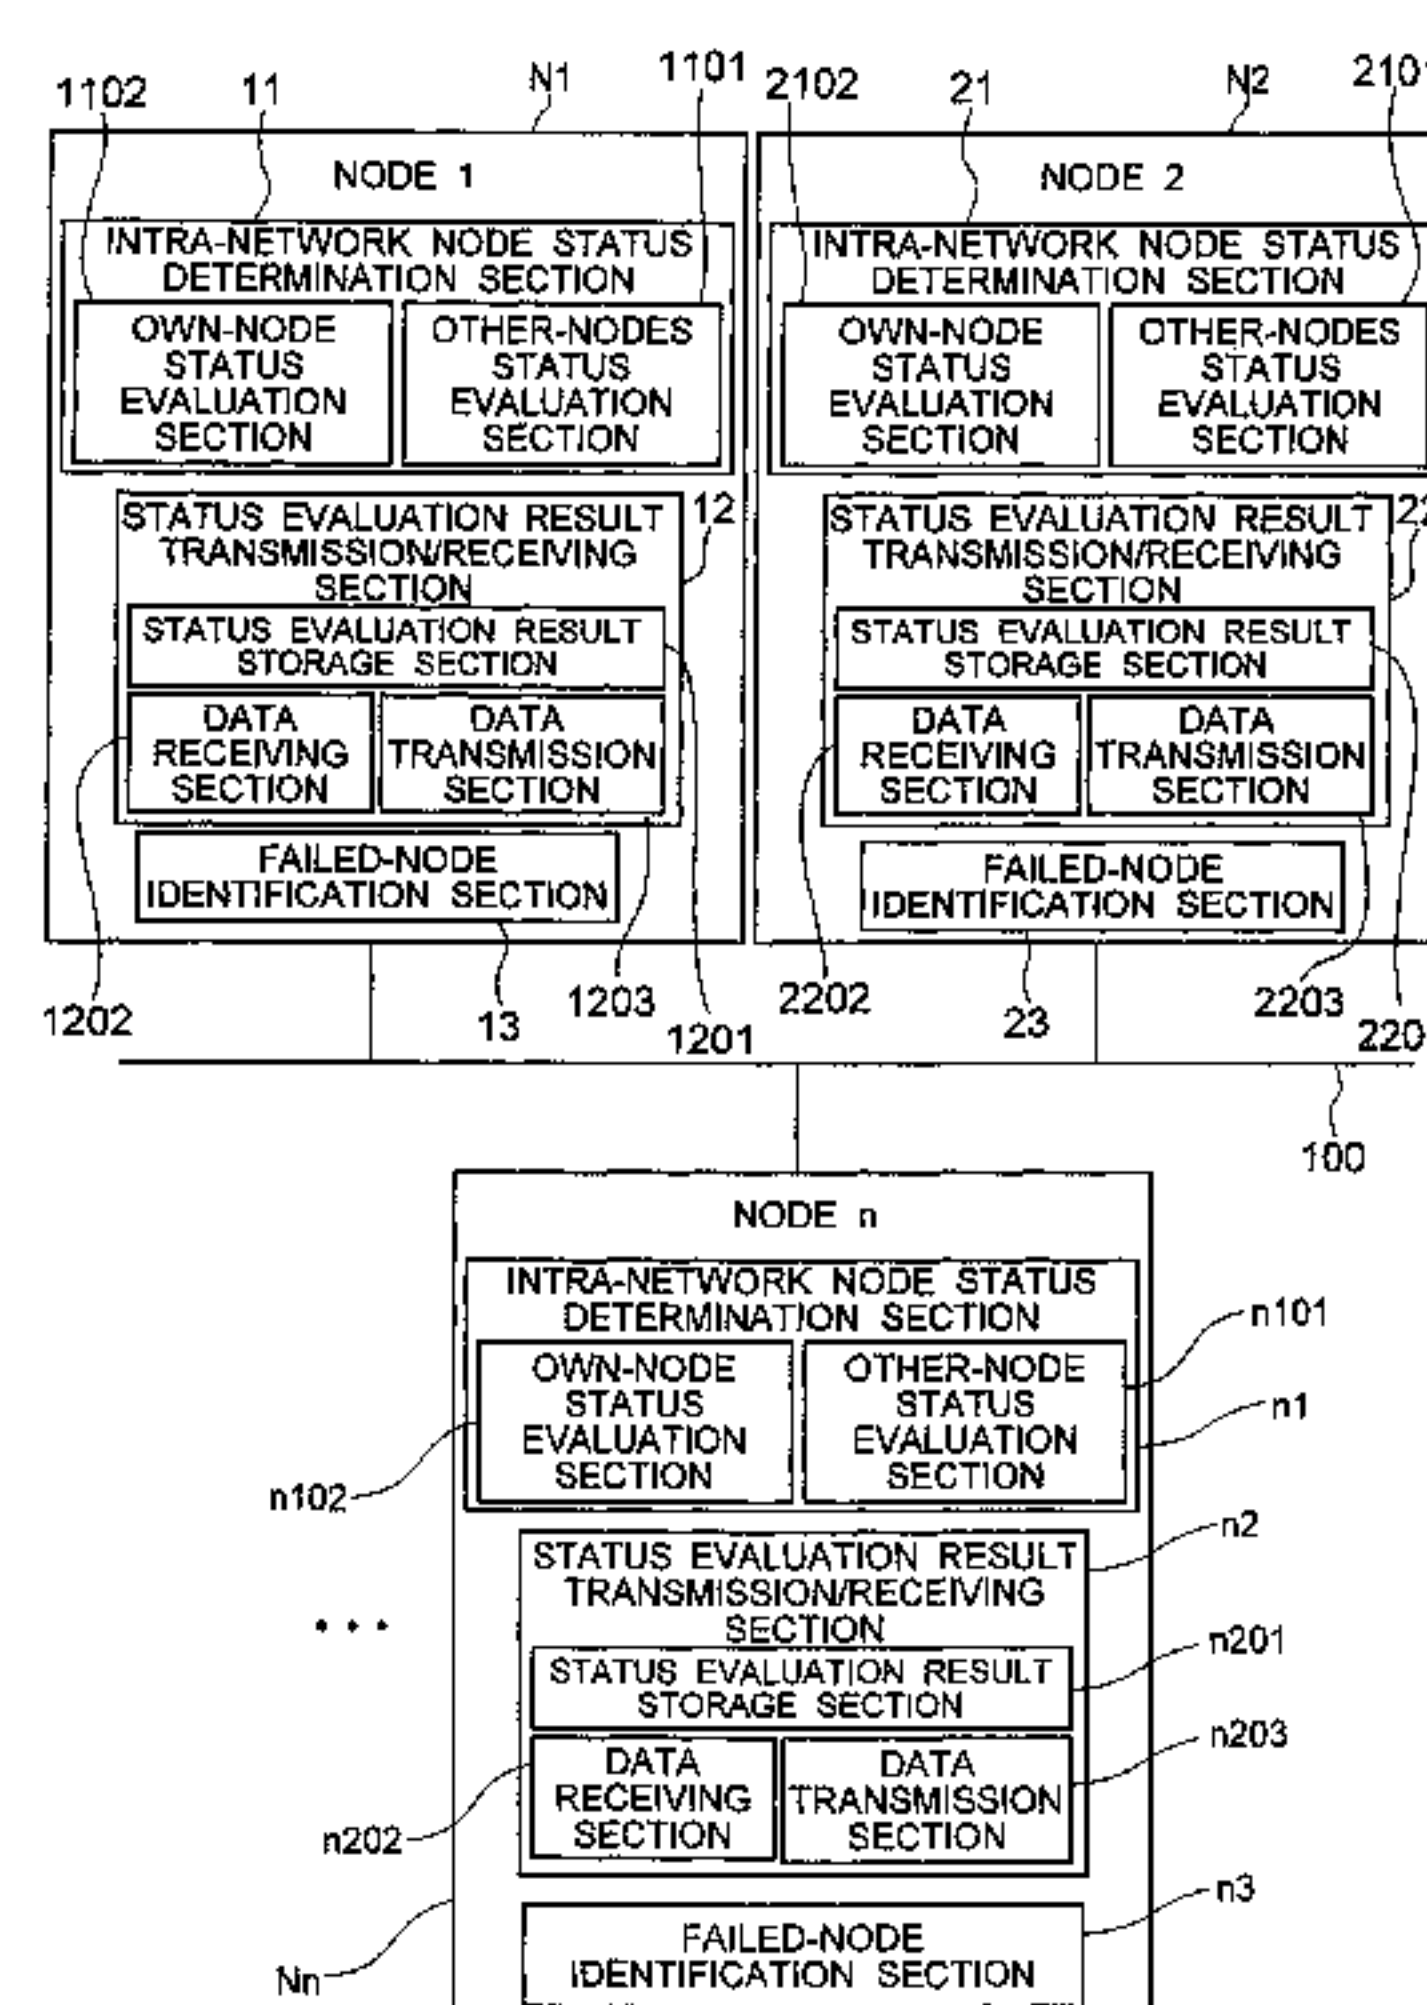 1102 11 N1 1101 2102 21 N2 2101
NODE 1
INTRA-NETWORK NODE STATUS
DETERMINATION SECTION
OWN-NODE
STATUS
EVALUATION
SECTION
OTHER-NODES
STATUS
EVALUATION
SECTION
STATUS EVALUATION RESULT
TRANSMISSION/RECEIVING
SECTION
12
STATUS EVALUATION RESULT
STORAGE SECTION
DATA
RECEIVING
SECTION
DATA
TRANSMISSION
SECTION
FAILED-NODE
IDENTIFICATION SECTION
1202 13 1203 1201
NODE 2
INTRA-NETWORK NODE STATUS
DETERMINATION SECTION
OWN-NODE
STATUS
EVALUATION
SECTION
OTHER-NODES
STATUS
EVALUATION
SECTION
STATUS EVALUATION RESULT
TRANSMISSION/RECEIVING
SECTION
22
STATUS EVALUATION RESULT
STORAGE SECTION
DATA
RECEIVING
SECTION
DATA
TRANSMISSION
SECTION
FAILED-NODE
IDENTIFICATION SECTION
2202 23 2203 220
100
NODE n
INTRA-NETWORK NODE STATUS
DETERMINATION SECTION
OWN-NODE
STATUS
EVALUATION
SECTION
OTHER-NODE
STATUS
EVALUATION
SECTION
n101
n1
n102
STATUS EVALUATION RESULT
TRANSMISSION/RECEIVING
SECTION
n2
STATUS EVALUATION RESULT
STORAGE SECTION
n201
DATA
RECEIVING
SECTION
DATA
TRANSMISSION
SECTION
n203
n202
• • •
n3
FAILED-NODE
IDENTIFICATION SECTION
Nn